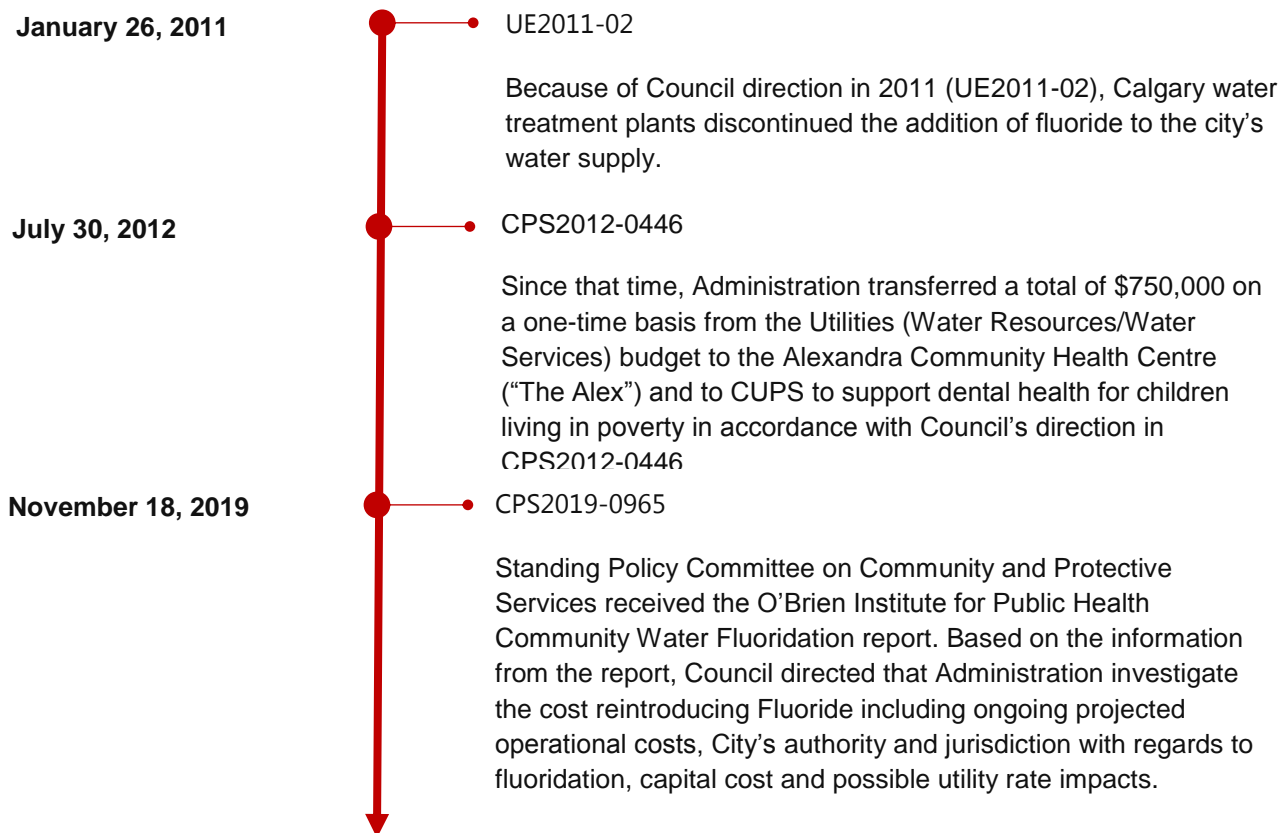 January 26, 2011
UE2011-02
Because of Council direction in 2011 (UE2011-02), Calgary water
treatment plants discontinued the addition of fluoride to the city’s
water supply.
July 30, 2012
CPS2012-0446
Since that time, Administration transferred a total of $750,000 on
a one-time basis from the Utilities (Water Resources/Water
Services) budget to the Alexandra Community Health Centre
(“The Alex”) and to CUPS to support dental health for children
living in poverty in accordance with Council’s direction in
CPS2012-0446
November 18, 2019
CPS2019-0965
Standing Policy Committee on Community and Protective
Services received the O’Brien Institute for Public Health
Community Water Fluoridation report. Based on the information
from the report, Council directed that Administration investigate
the cost reintroducing Fluoride including ongoing projected
operational costs, City’s authority and jurisdiction with regards to
fluoridation, capital cost and possible utility rate impacts.